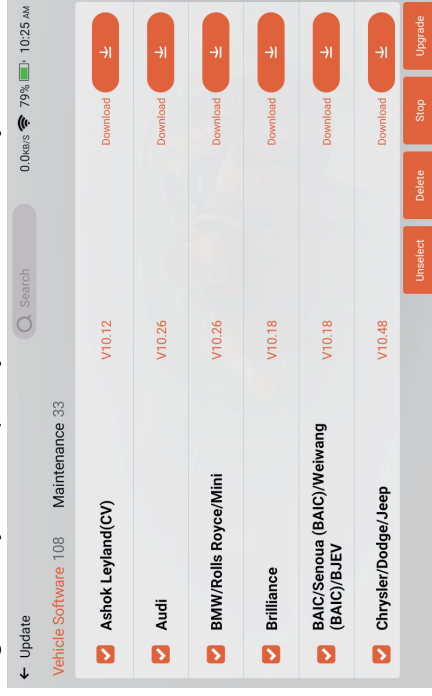 ← Update
Search
0.0KB/S 79% 10:25 AM
Vehicle Software 108 Maintenance 33
Ashok Leyland(CV) V10.12 Download
Audi V10.26 Download
BMW/Rolls Royce/Mini V10.26 Download
Brilliance V10.18 Download
BAIC/Senoua (BAIC)/Weiwang
(BAIC)/BJEV V10.18 Download
Chrysler/Dodge/Jeep V10.48 Download
Unselect Delete Stop Upgrade